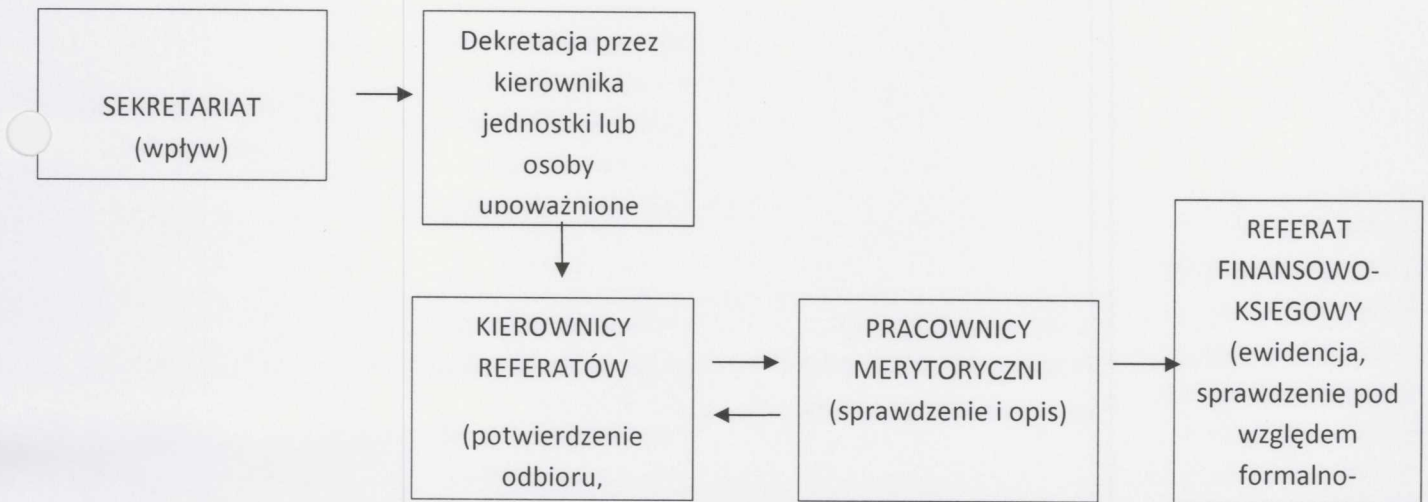 SEKRETARIAT
(wpływ)
Dekretacja przez
kierownika
jednostki lub
osoby
upoważnione
KIEROWNICY
REFERATÓW
(potwierdzenie
odbioru,
PRACOWNICY
MERYTORYCZNI
(sprawdzenie i opis)
REFERAT
FINANSOWO-
KSIEGOWY
(ewidencja,
sprawdzenie pod
względem
formalno-